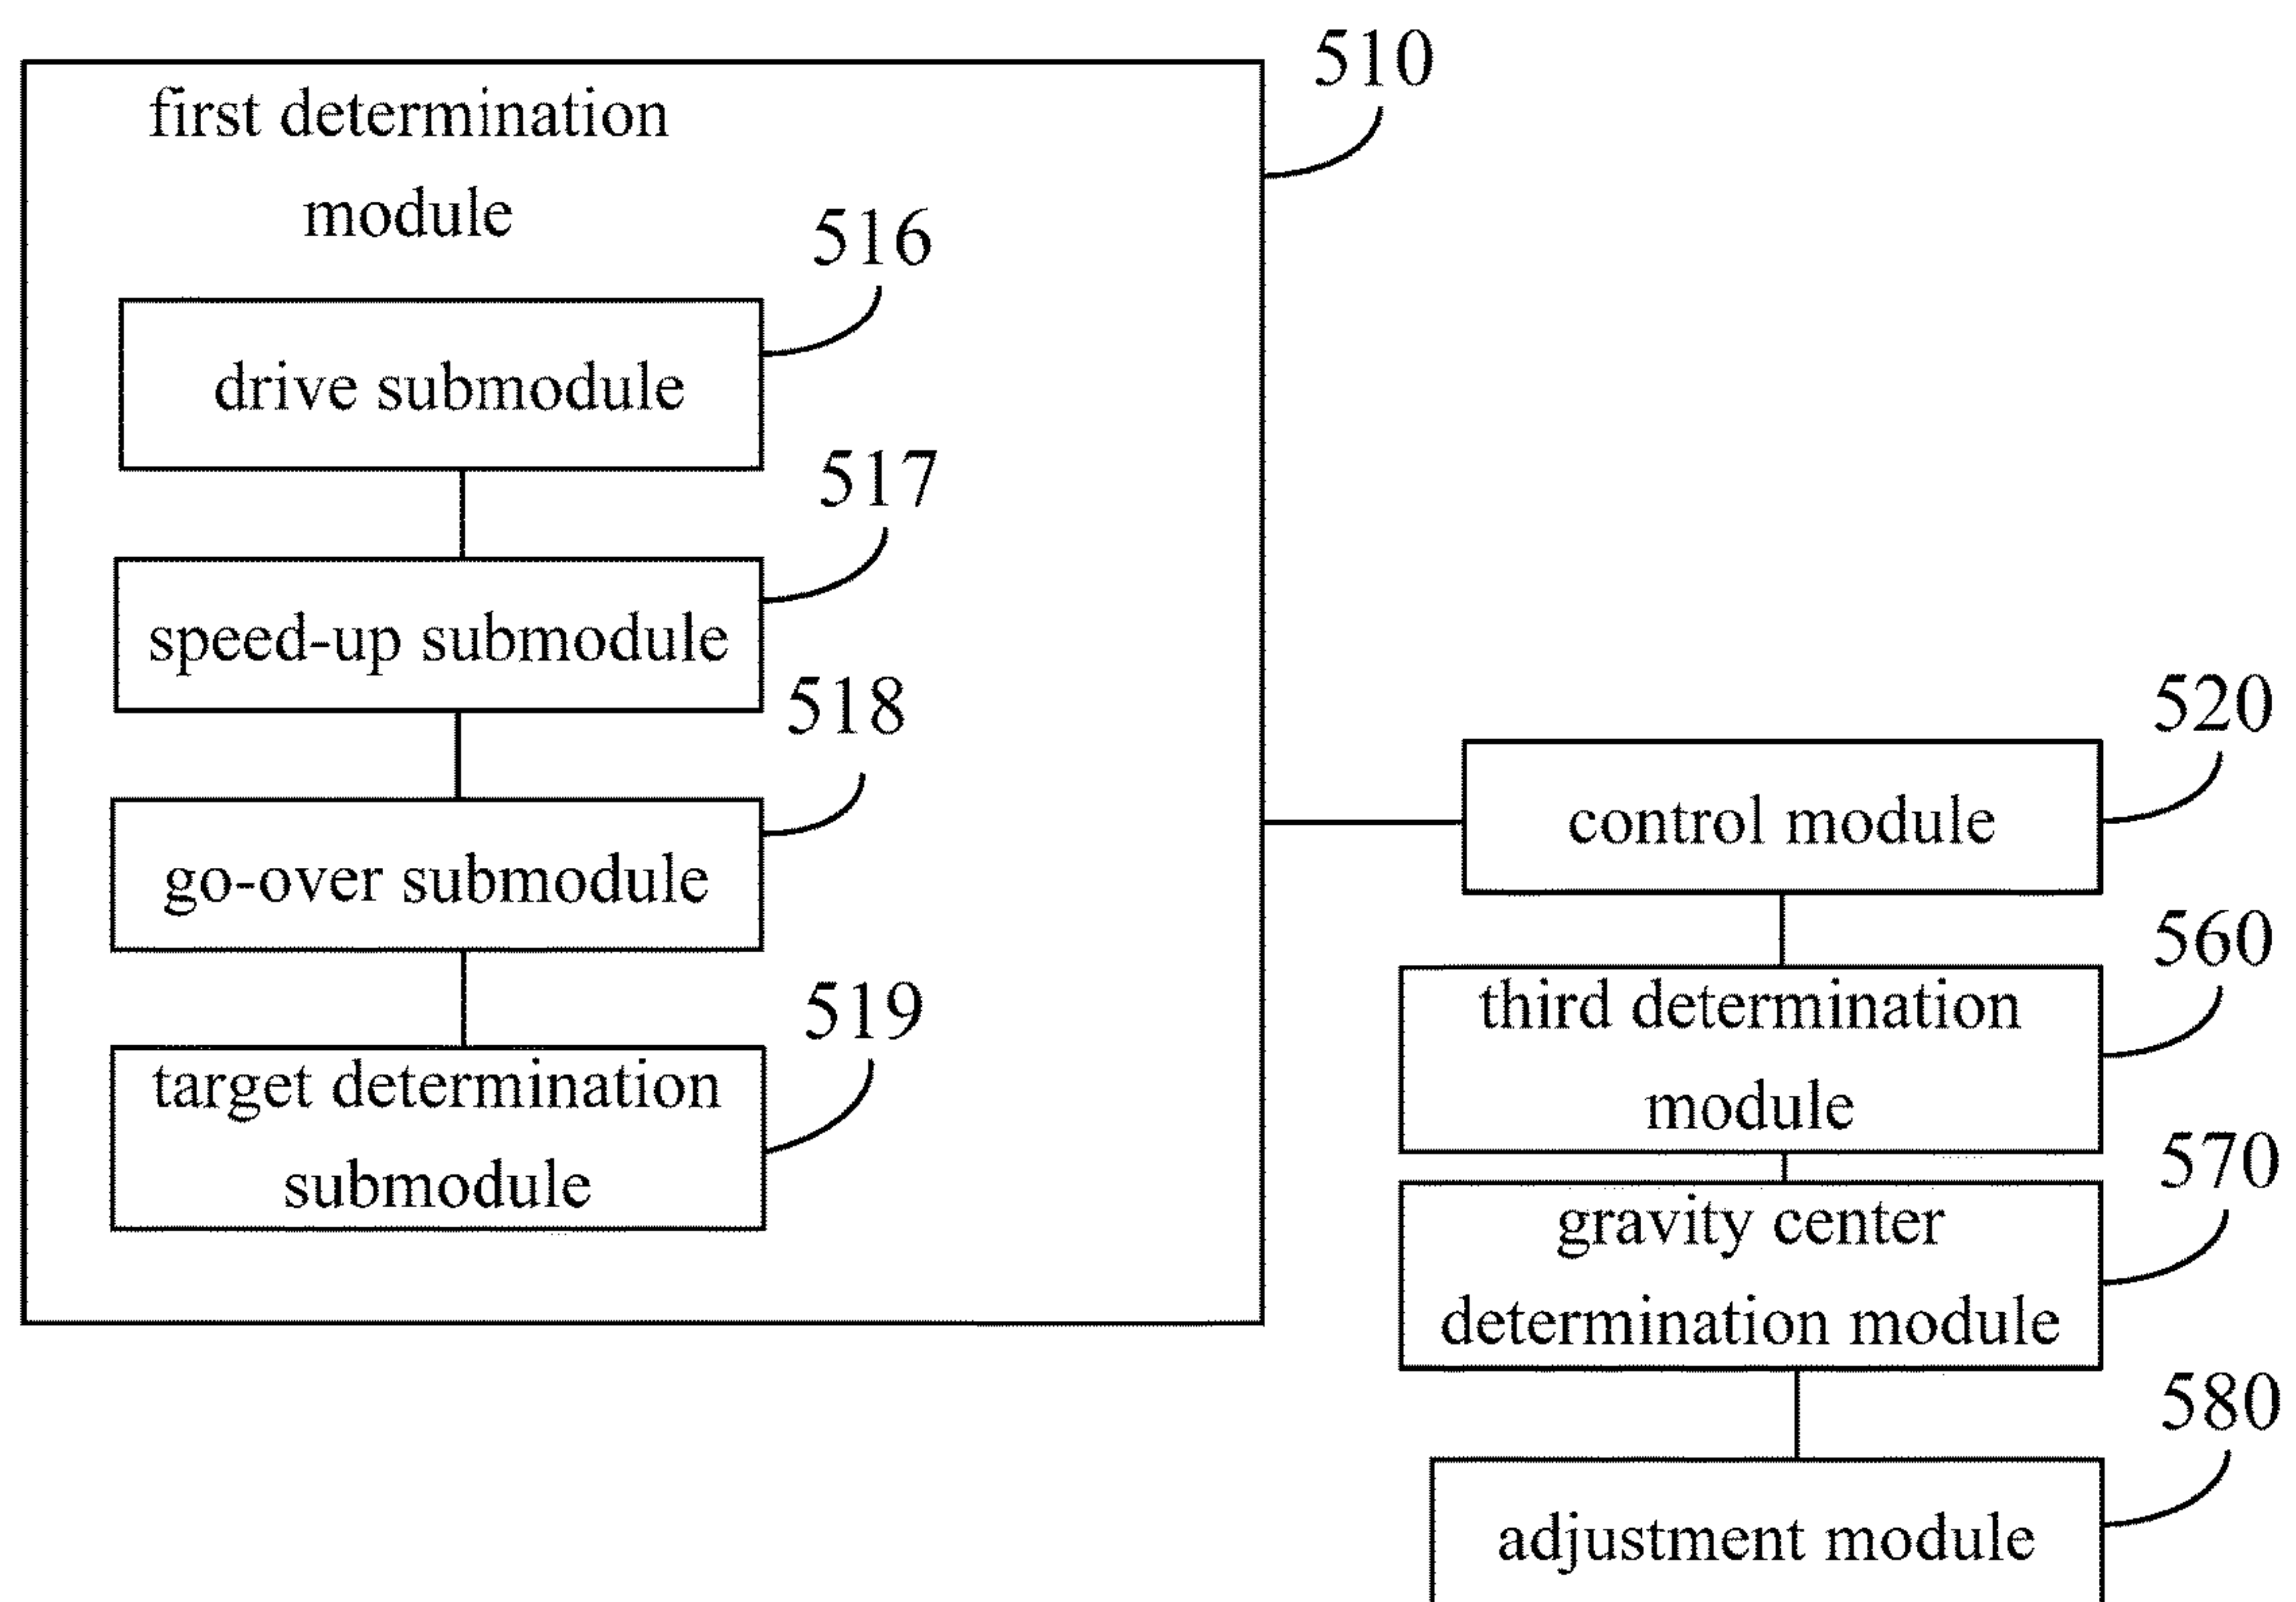 510
first determination
module
516
drive submodule
517
speed-up submodule
518
go-over submodule
519
target determination
submodule
520
control module
560
third determination
module
570
gravity center
determination module
580
adjustment module